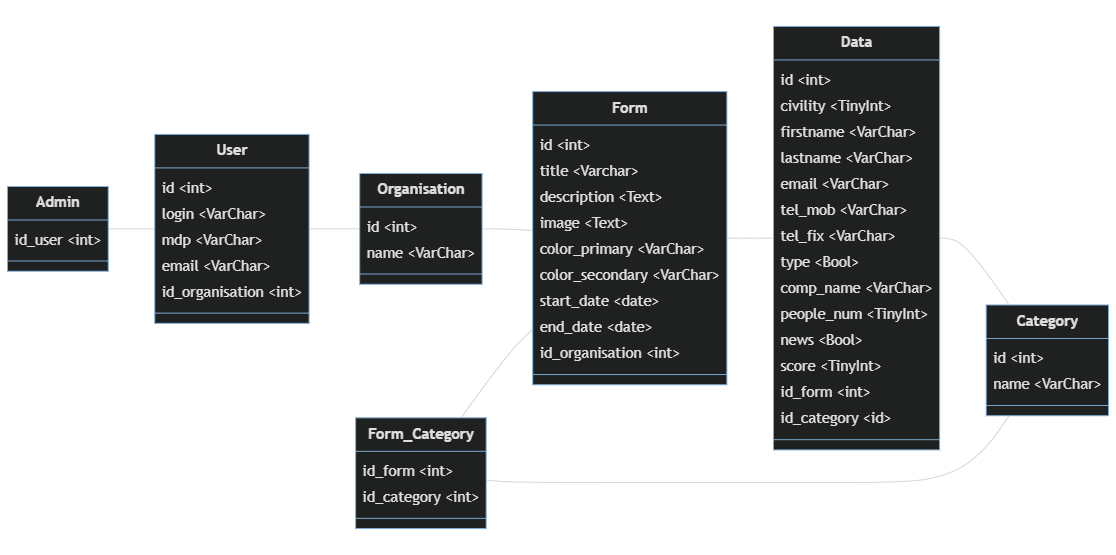 Admin
id_user <int>
User
id <int>
login <VarChar>
mdp <VarChar>
email <VarChar>
id_organisation <int>
Organisation
id <int>
name <VarChar>
Form
id <int>
title <Varchar>
description <Text>
image <Text>
color_primary <VarChar>
color_secondary <VarChar>
start_date <date>
end_date <date>
id_organisation <int>
Data
id <int>
civility <TinyInt>
firstname <VarChar>
lastname <VarChar>
email <VarChar>
tel_mob <VarChar>
tel_fix <VarChar>
type <Bool>
comp_name <VarChar>
people_num <TinyInt>
news <Bool>
score <TinyInt>
id_form <int>
id_category <id>
Category
id <int>
name <VarChar>
Form_Category
id_form <int>
id_category <int>